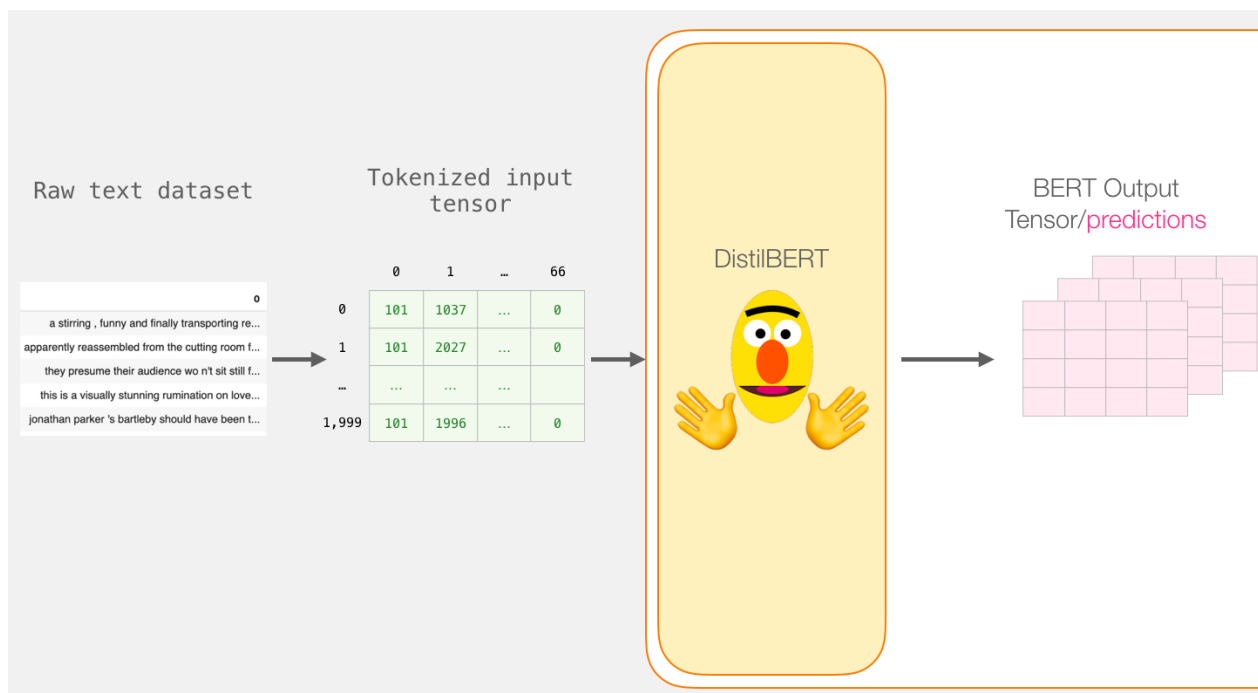 Raw text dataset
o
a stirring , funny and finally transporting re...
apparently reassembled from the cutting room f...
they presume their audience wo n't sit still f...
this is a visually stunning rumination on love...
jonathan parker 's bartleby should have been t...
Tokenized input
tensor
0 1 … 66
0 101 1037 … 0
1 101 2027 … 0
… … … …
1,999 101 1996 … 0
DistilBERT
BERT Output
Tensor/predictions